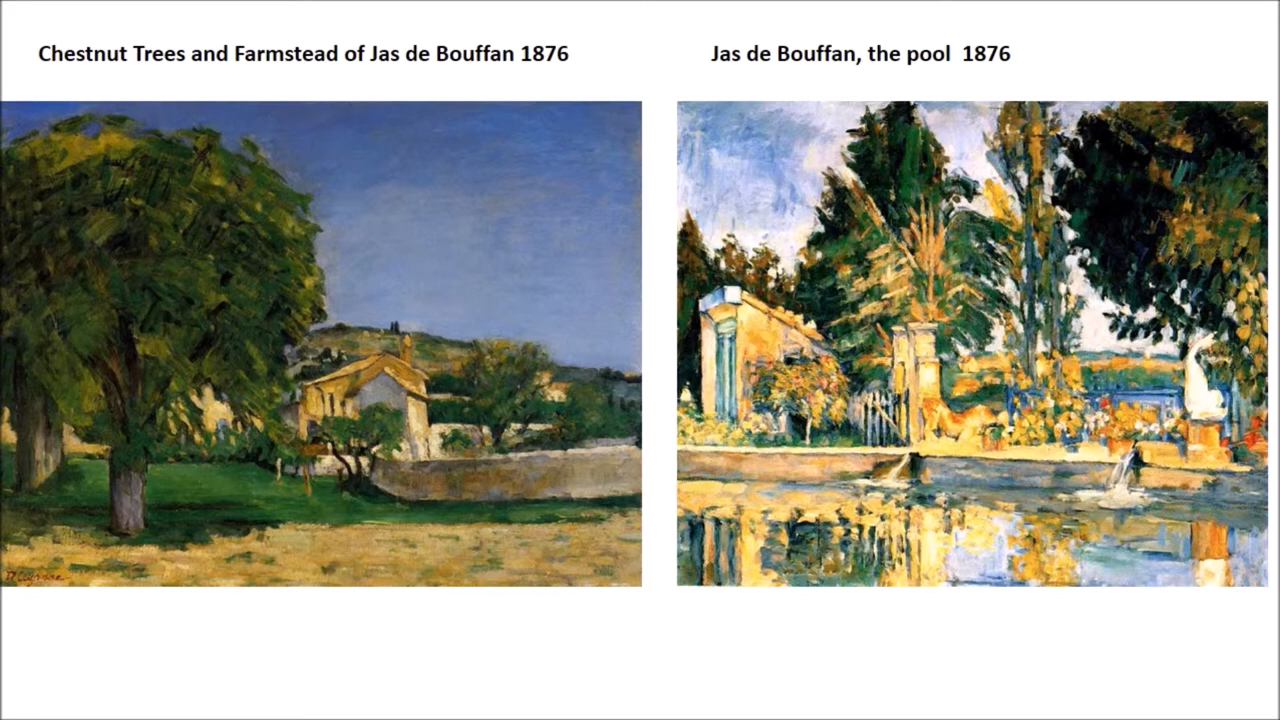 Chestnut Trees and Farmstead of Jas de Bouffan 1876
Jas de Bouffan, the pool 1876